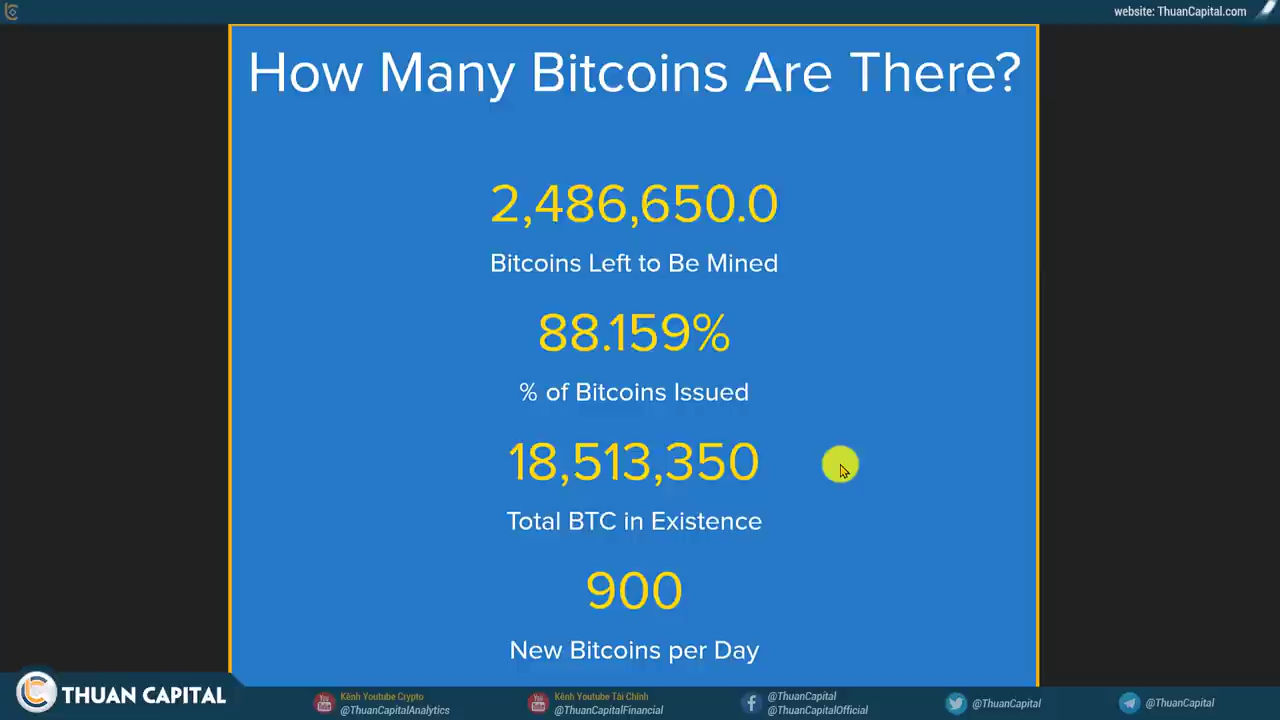 website: ThuanCapital.com
How Many Bitcoins Are There?
2,486,650.0
Bitcoins Left to Be Mined
88.159%
% of Bitcoins Issued
18,513,350
Total BTC in Existence
900
New Bitcoins per Day
THUAN CAPITAL
Kênh Youtube Crypto
@ThuanCapitalAnalytics
Kênh Youtube Tài Chính
@ThuanCapitalFinancial
@ThuanCapital
@ThuanCapitalOfficial
@ThuanCapital
@ThuanCapital